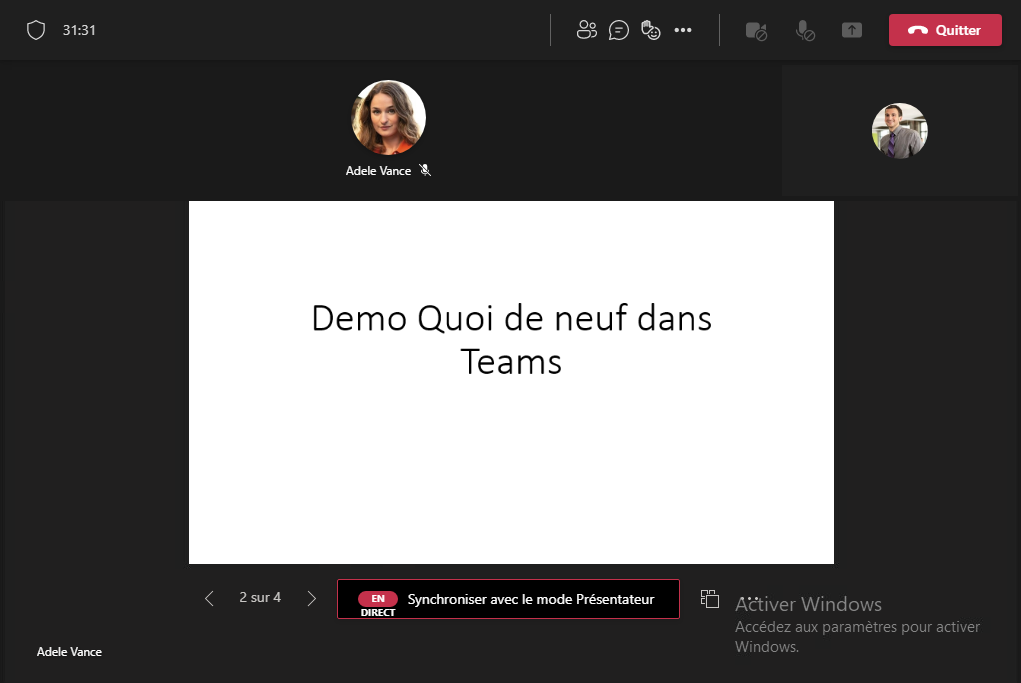 31:31
Quitter
Adele Vance
Demo Quoi de neuf dans
Teams
2 sur 4
EN
DIRECT
Synchroniser avec le mode Présentateur
Activer Windows
Accédez aux paramètres pour activer
Windows.
Adele Vance